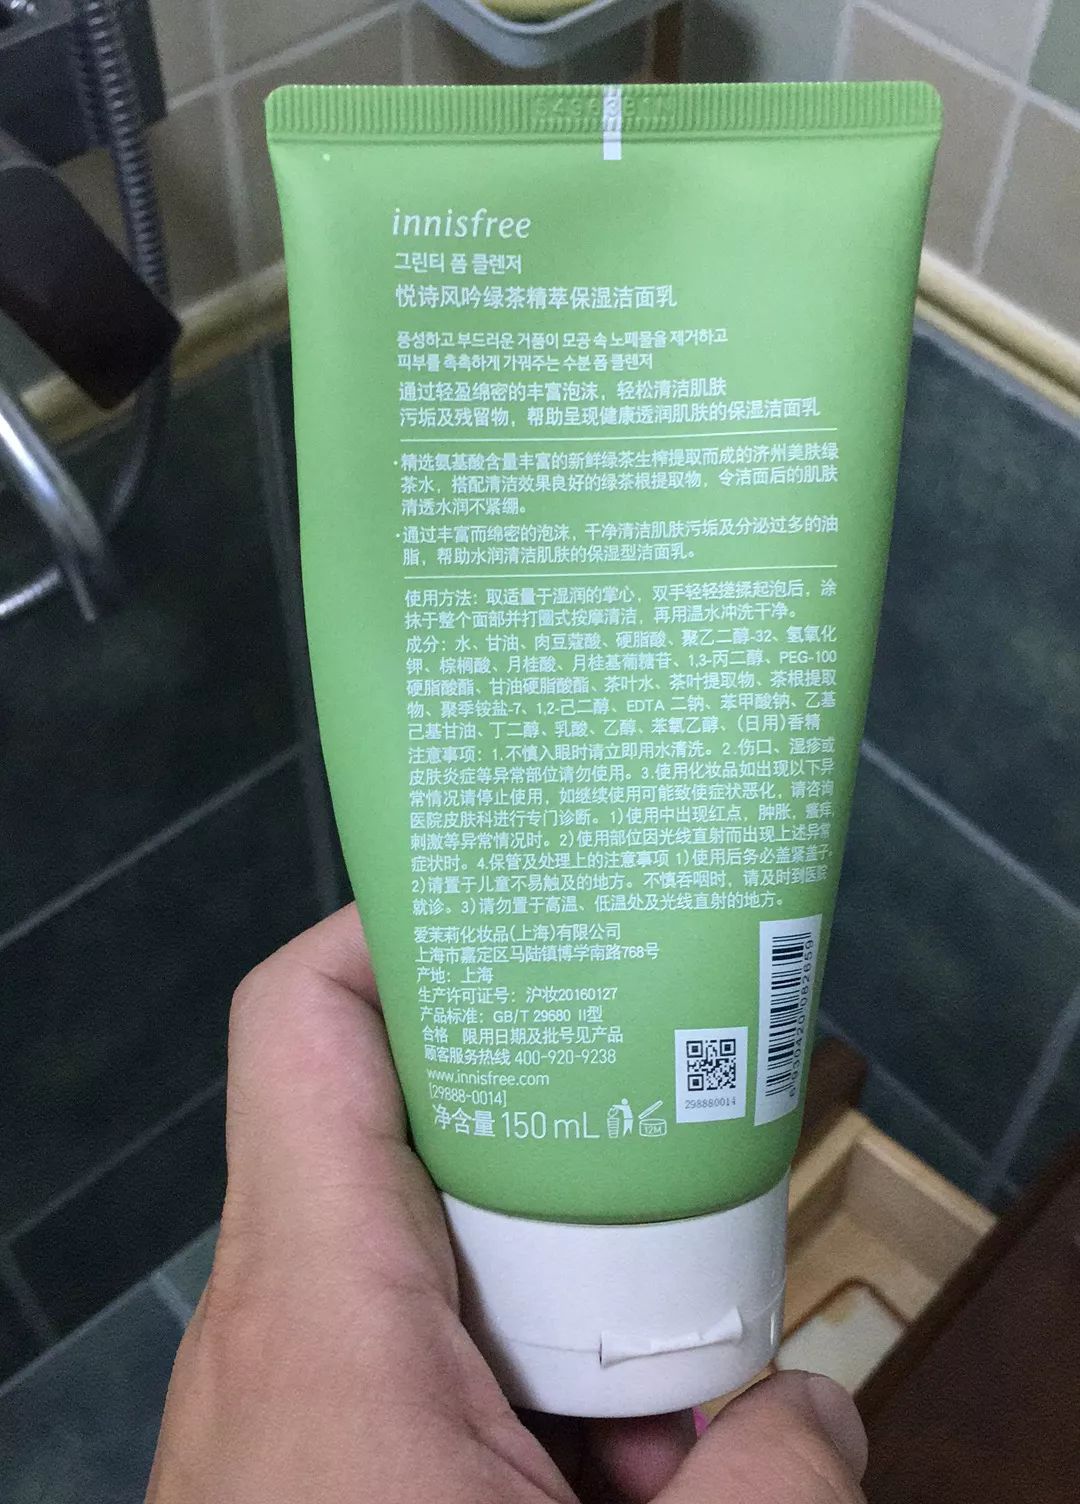 innisfree
그린티 폼 클렌저
悦诗风吟绿茶精萃保湿洁面乳
풍성하고 부드러운 거품이 모공 속 노폐물을 제거하고
피부를 촉촉하게 가꿔주는 수분 폼 클렌저
通过轻盈绵密的丰富泡沫，轻松清洁肌肤
污垢及残留物，帮助呈现健康透润肌肤的保湿洁面乳
·精选氨基酸含量丰富的新鲜绿茶生榨提取而成的济州美肤绿
茶水，搭配清洁效果良好的绿茶根提取物，令洁面后的肌肤
清透水润不紧绷。
·通过丰富而绵密的泡沫，干净清洁肌肤污垢及分泌过多的油
脂，帮助水润清洁肌肤的保湿型洁面乳。
使用方法：取适量于湿润的掌心，双手轻轻搓揉起泡后，涂
抹于整个面部并打圈式按摩清洁，再用温水冲洗干净。
成分：水、甘油、肉豆蔻酸、硬脂酸、聚乙二醇-32、氢氧化
钾、棕榈酸、月桂酸、月桂基葡糖苷、1,3-丙二醇、PEG-100
硬脂酸酯、甘油硬脂酸酯、茶叶水、茶叶提取物、茶根提取
物、聚季铵盐-7、1,2-己二醇、EDTA 二钠、苯甲酸钠、乙基
己基甘油、丁二醇、乳酸、乙醇、苯氧乙醇、（日用）香精
注意事项：1.不慎入眼时请立即用水清洗。2.伤口、湿疹或
皮肤炎症等异常部位请勿使用。3.使用化妆品如出现以下异
常情况请停止使用，如继续使用可能致使症状恶化，请咨询
医院皮肤科进行专门诊断。1)使用中出现红点，肿胀，瘙痒，
刺激等异常情况时。2)使用部位因光线直射而出现上述异常
症状时。4.保管及处理上的注意事项 1)使用后务必盖紧盖子。
2)请置于儿童不易触及的地方。不慎吞咽时，请及时到医院
就诊。3)请勿置于高温、低温处及光线直射的地方。
爱茉莉化妆品(上海)有限公司
上海市嘉定区马陆镇博学南路768号
产地：上海
生产许可证号：沪妆20160127
产品标准：GB/T 29680 II型
合格 限用日期及批号见产品
顾客服务热线 400-920-9238
www.innisfree.com
[29888-0014]
净含量 150 mL
12M
298880014
6 930420 082659